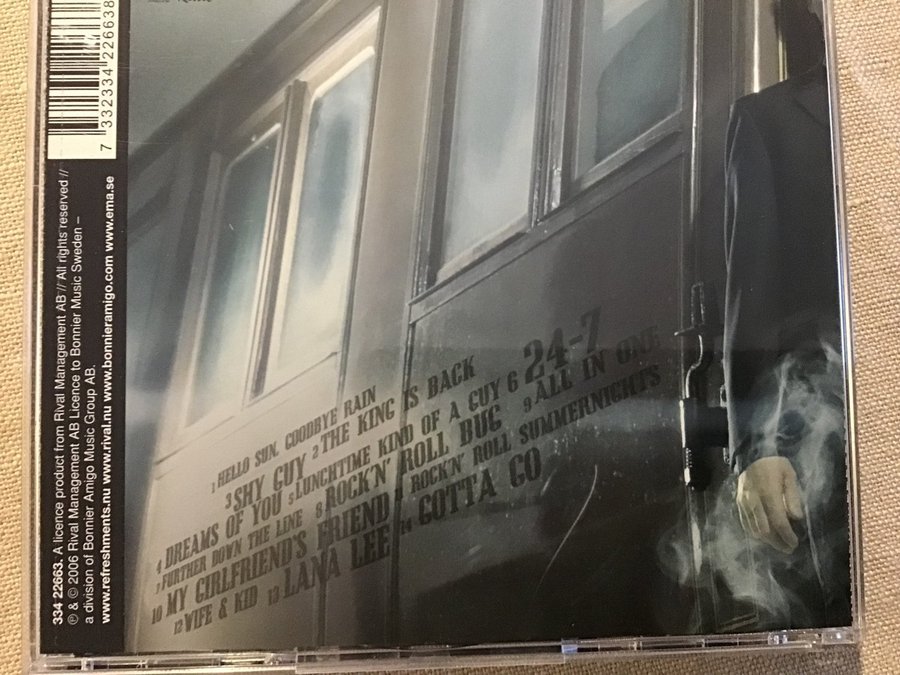 1 HELLO SUN, GOODBYE RAIN
3 SHY GUY 2 THE KING IS BACK
4 DREAMS OF YOU 5 LUNCHTIME KIND OF A GUY 6 24-7
7 FURTHER DOWN THE LINE 8 ROCK'N' ROLL BUG 9 ALL IN ONE
10 MY GIRLFRIEND'S FRIEND 11 ROCK'N' ROLL SUMMERNIGHTS
12 WIFE & KID 13 LANA LEE 14 GOTTA GO
7 332334 226638
334 22663. A licence product from Rival Management AB // All rights reserved //
℗ & © 2006 Rival Management AB Licence to Bonnier Music Sweden –
a division of Bonnier Amigo Music Group AB.
www.refreshments.nu www.rival.nu www.bonnieramigo.com www.ema.se